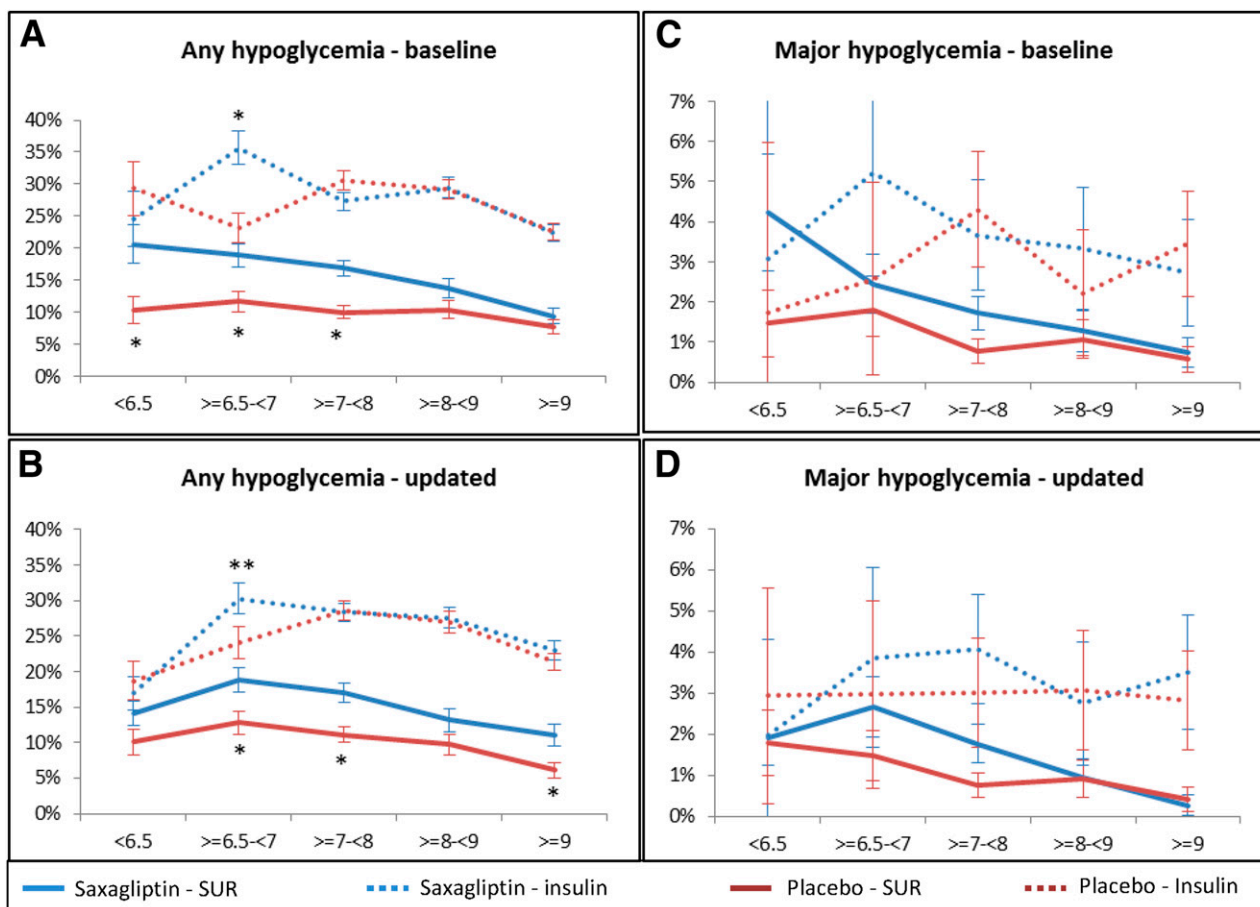 A
Any hypoglycemia - baseline
*
40%
35%
30%
25%
20%
15%
10%
5%
0%
* * *
<6.5 >=6.5-<7 >=7-<8 >=8-<9 >=9
C
Major hypoglycemia - baseline
7%
6%
5%
4%
3%
2%
1%
0%
<6.5 >=6.5-<7 >=7-<8 >=8-<9 >=9
B
Any hypoglycemia - updated
40%
35%
**
30%
25%
20%
15%
10%
* * *
5%
0%
<6.5 >=6.5-<7 >=7-<8 >=8-<9 >=9
D
Major hypoglycemia - updated
7%
6%
5%
4%
3%
2%
1%
0%
<6.5 >=6.5-<7 >=7-<8 >=8-<9 >=9
Saxagliptin - SUR Saxagliptin - insulin Placebo - SUR Placebo - Insulin